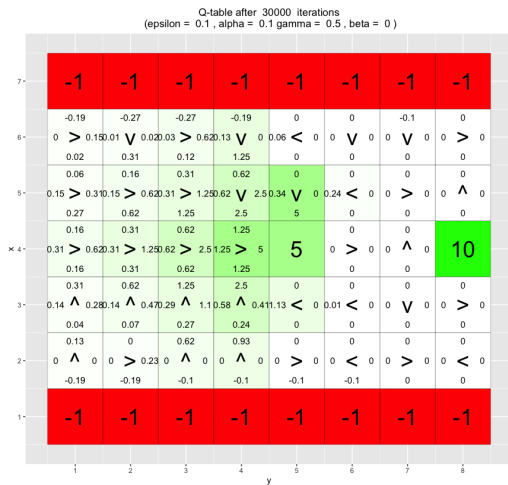 Q-table after 30000 iterations
(epsilon = 0.1 , alpha = 0.1 gamma = 0.5 , beta = 0 )
7 -1 -1 -1 -1 -1 -1 -1 -1
-0.19 -0.27 -0.27 -0.19 0 0 -0.1 0
6 0 > 0.15 0.01 v 0.02 0.03 > 0.62 0.13 v 0 0.06 < 0 0 v 0 0 v 0 0 > 0
0.02 0.31 0.12 1.25 0 0 0 0
0.06 0.16 0.31 0.62 0 0 0 0
5 0.15 > 0.31 0.15 > 0.62 0.31 > 1.25 0.62 v 2.5 0.34 v 0 0.24 < 0 0 > 0 0 ^ 0
0.27 0.62 1.25 2.5 5 0 0 0
0.16 0.31 0.62 1.25 0 0
x 4 0.31 > 0.62 0.31 > 1.25 0.62 > 2.5 1.25 > 5 5 0 > 0 0 ^ 0 10
0.16 0.31 0.62 1.25 0 0
0.31 0.62 1.25 2.5 0 0 0 0
3 0.14 ^ 0.28 0.14 ^ 0.47 0.29 ^ 1.1 0.58 ^ 0.41 < 0 0.01 < 0 0 v 0 0 > 0
0.04 0.07 0.27 0.24 0 0 0 0
0.13 0 0.62 0.93 0 0 0 0
2 0 ^ 0 0 > 0.23 0 ^ 0 0 ^ 0 0 > 0 0 < 0 0 > 0 0 < 0
-0.19 -0.19 -0.1 -0.1 -0.1 -0.1 0 0
1 -1 -1 -1 -1 -1 -1 -1 -1
1 2 3 4 5 6 7 8
y